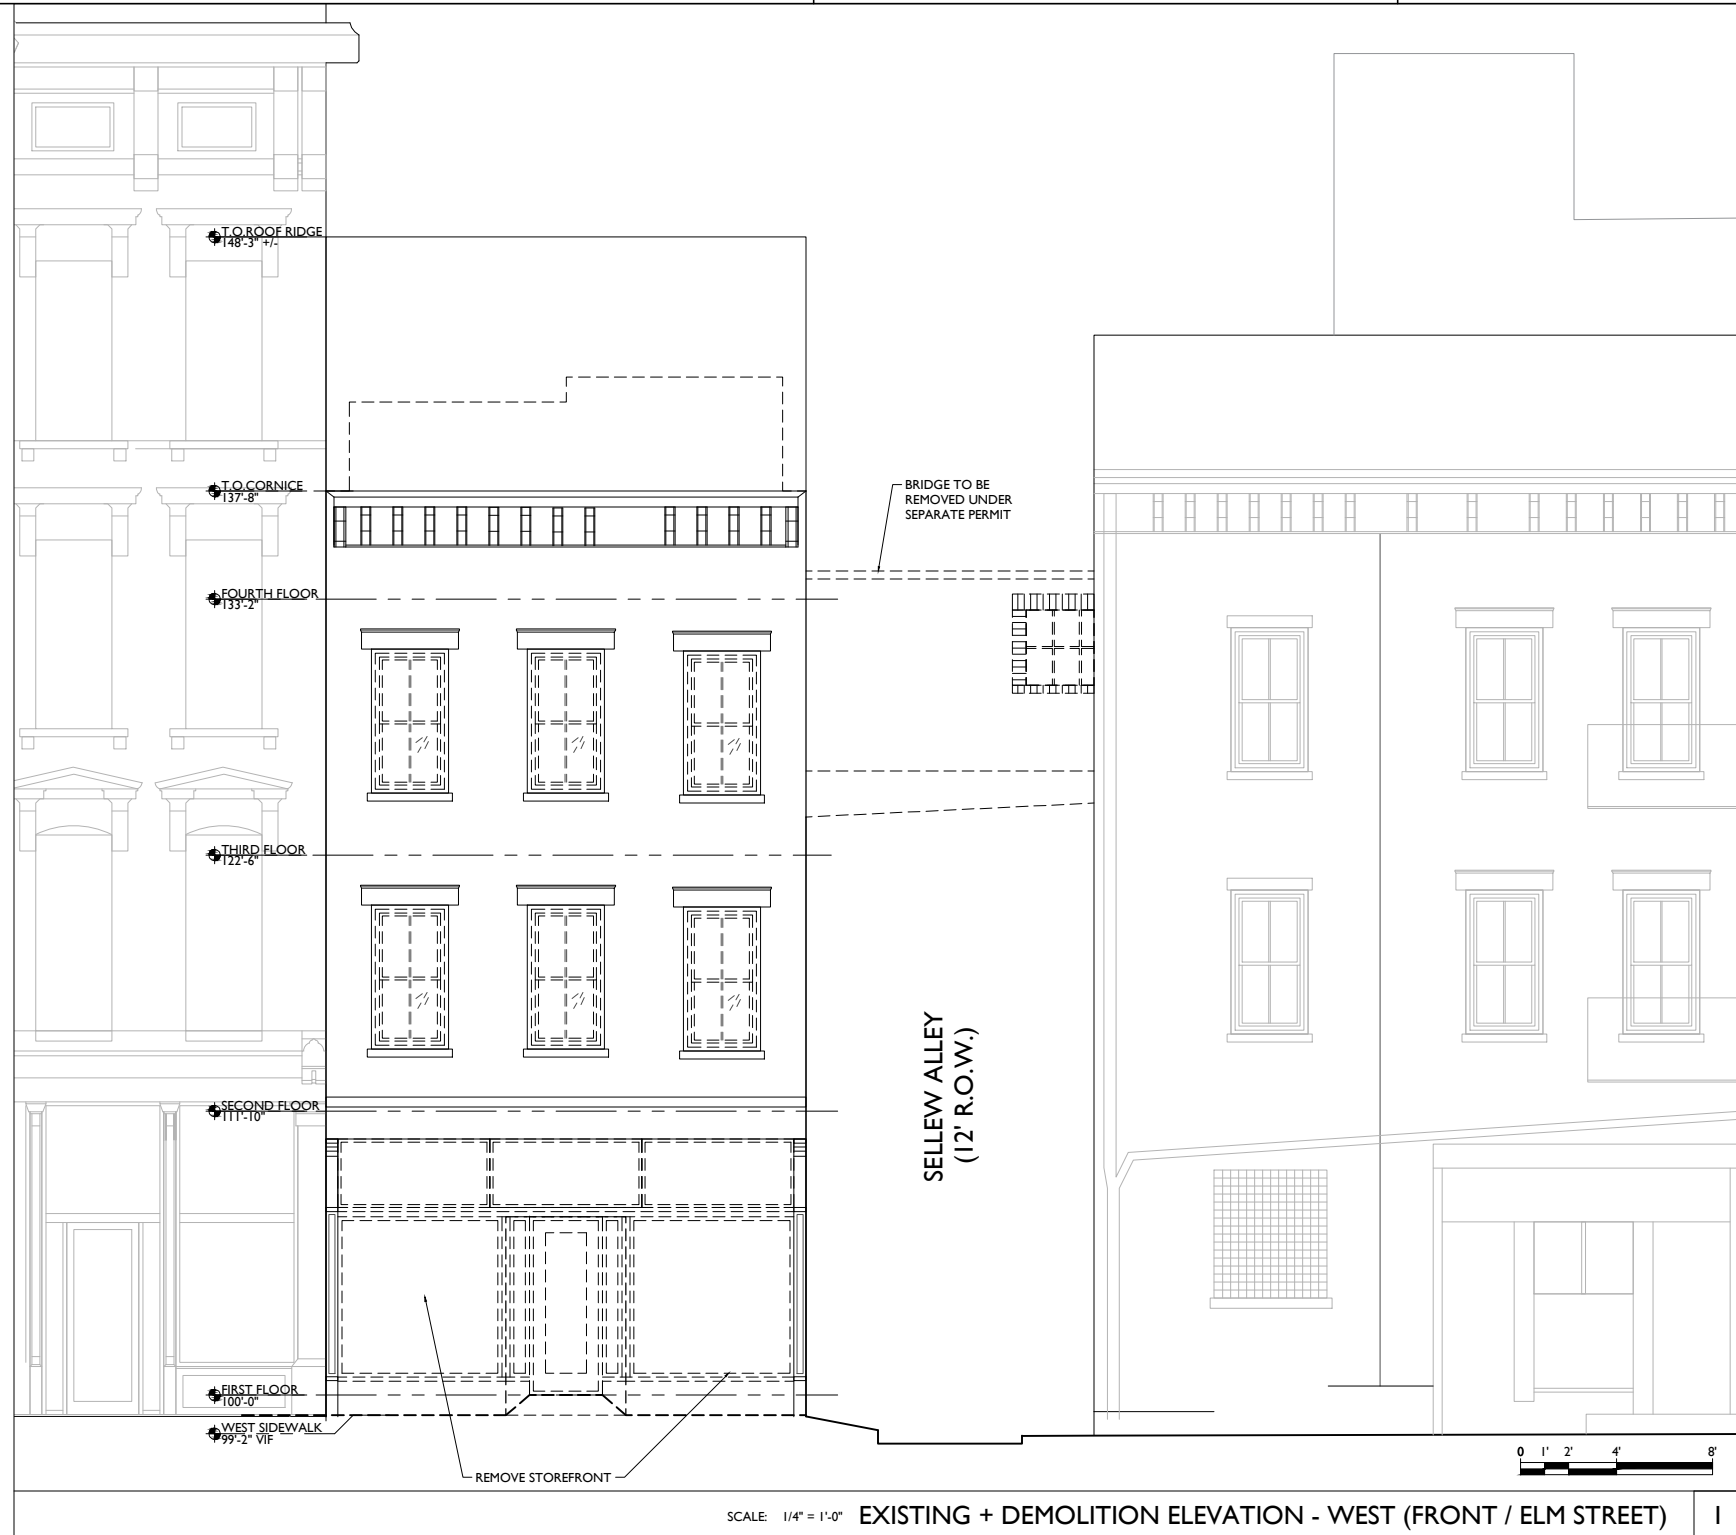 T.O.ROOF RIDGE
148'-3" +/-
T.O.CORNICE
137'-8"
BRIDGE TO BE
REMOVED UNDER
SEPARATE PERMIT
FOURTH FLOOR
133'-2"
THIRD FLOOR
122'-6"
SELLEW ALLEY
(12' R.O.W.)
SECOND FLOOR
111'-10"
FIRST FLOOR
100'-0"
WEST SIDEWALK
99'-2" VIF
REMOVE STOREFRONT
0 1' 2' 4' 8'
SCALE: 1/4" = 1'-0" EXISTING + DEMOLITION ELEVATION - WEST (FRONT / ELM STREET) 1